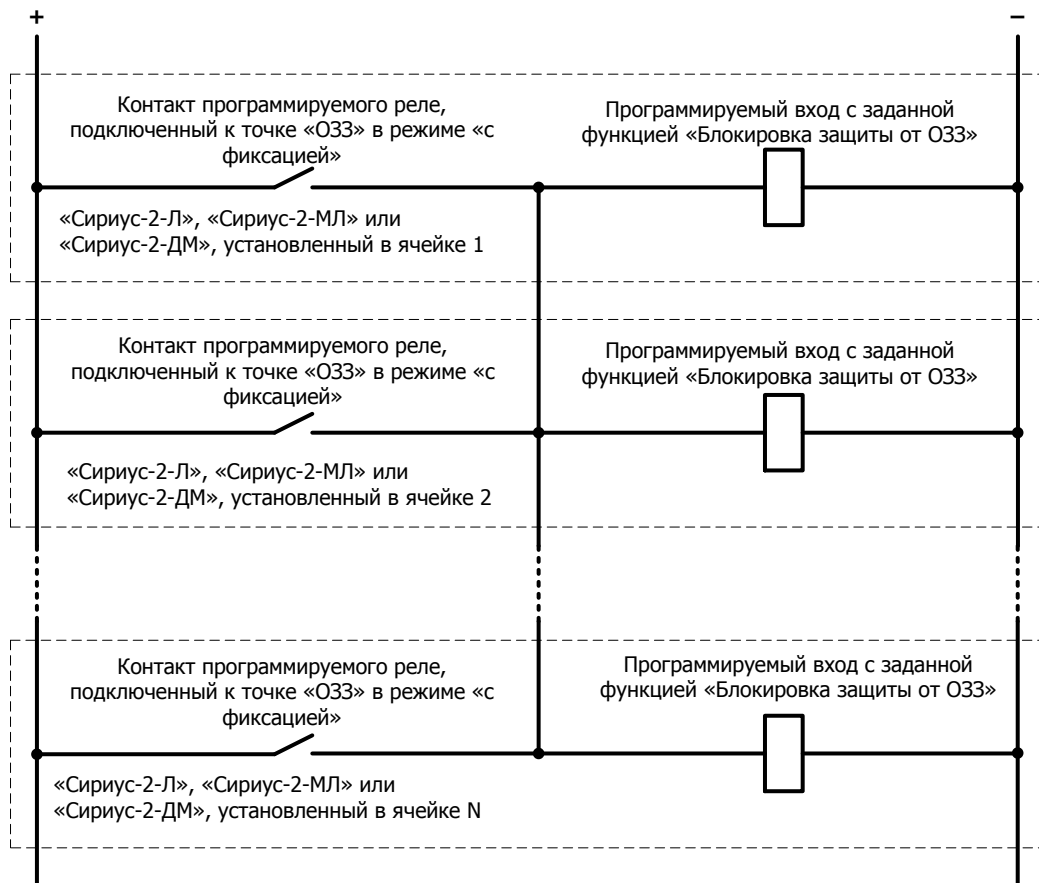 +
–
Контакт программируемого реле,
подключенный к точке «ОЗЗ» в режиме «с
фиксацией»
Программируемый вход с заданной
функцией «Блокировка защиты от ОЗЗ»
«Сириус-2-Л», «Сириус-2-МЛ» или
«Сириус-2-ДМ», установленный в ячейке 1
Контакт программируемого реле,
подключенный к точке «ОЗЗ» в режиме «с
фиксацией»
Программируемый вход с заданной
функцией «Блокировка защиты от ОЗЗ»
«Сириус-2-Л», «Сириус-2-МЛ» или
«Сириус-2-ДМ», установленный в ячейке 2
Контакт программируемого реле,
подключенный к точке «ОЗЗ» в режиме «с
фиксацией»
Программируемый вход с заданной
функцией «Блокировка защиты от ОЗЗ»
«Сириус-2-Л», «Сириус-2-МЛ» или
«Сириус-2-ДМ», установленный в ячейке N